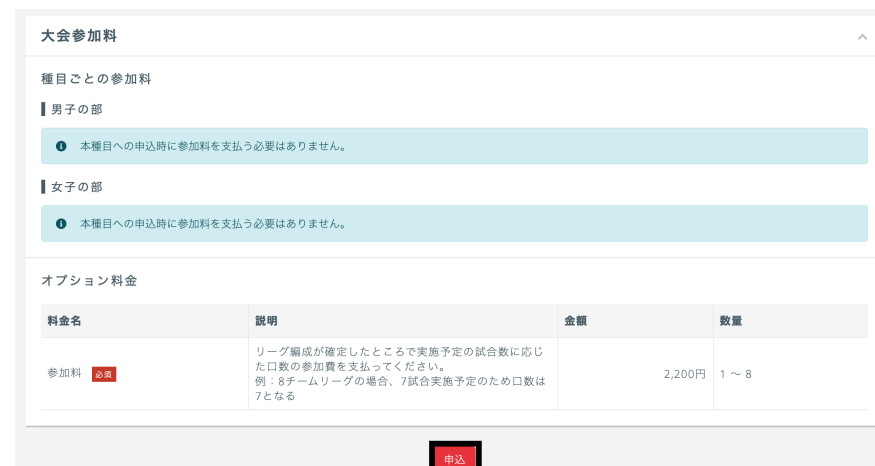 大会参加料
種目ごとの参加料
男子の部
本種目への申込時に参加料を支払う必要はありません。
女子の部
本種目への申込時に参加料を支払う必要はありません。
オプション料金
料金名 説明 金額 数量
参加料 必須 リーグ編成が確定したところで実施予定の試合数に応じ
た口数の参加費を支払ってください。
例：8チームリーグの場合、7試合実施予定のため口数は
7となる
2,200円 1 ～ 8
申込